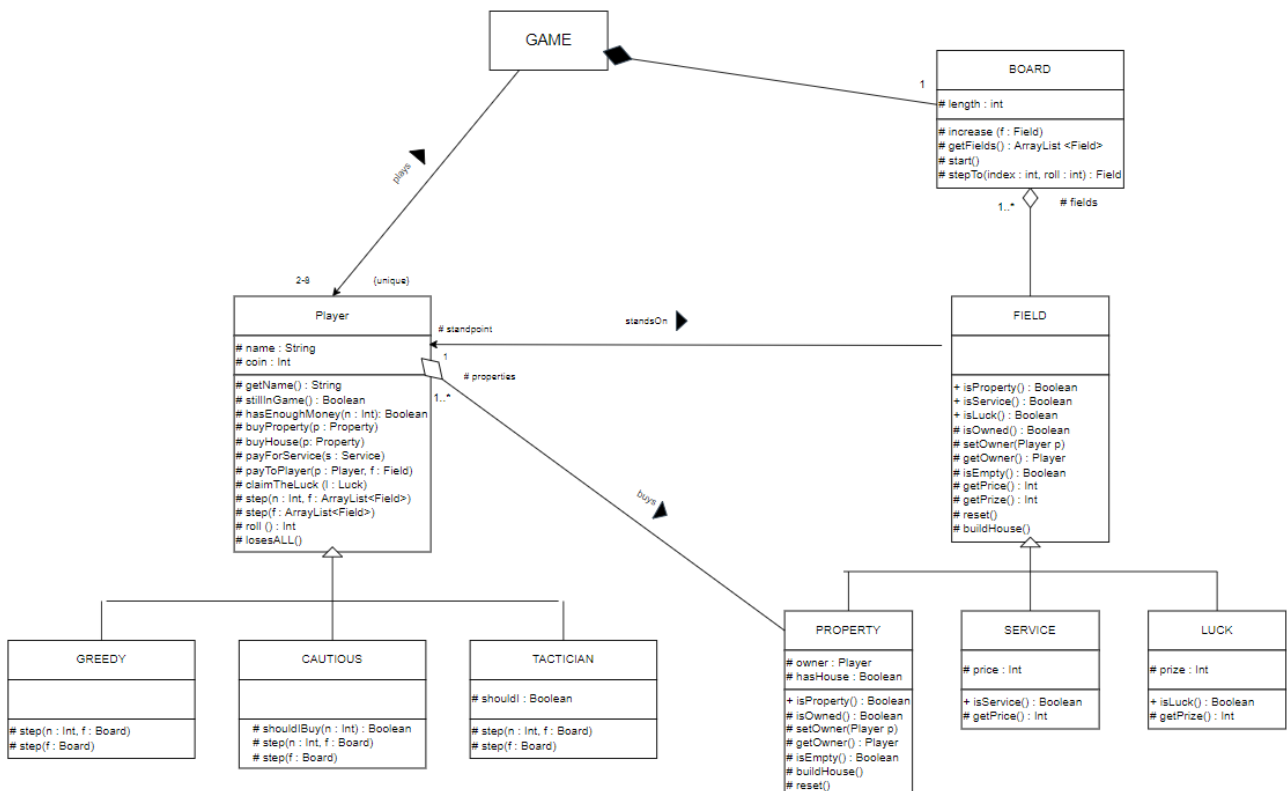 GAME
BOARD
1
# length : int
# increase (f : Field)
# getFields() : ArrayList <Field>
# start()
# stepTo(index : int, roll : int) : Field
plays
1..*
# fields
2-8
{unique}
Player
# name : String
# coin : Int
# getName() : String
# stillInGame() : Boolean
# hasEnoughMoney(n : Int): Boolean
# buyProperty(p : Property)
# buyHouse(p: Property)
# payForService(s : Service)
# payToPlayer(p : Player, f : Field)
# claimTheLuck (l : Luck)
# step(n : Int, f : ArrayList<Field>)
# step(f : ArrayList<Field>)
# roll () : Int
# losesALL()
# standpoint
standsOn
1
# properties
1..*
buys
FIELD
+ isProperty() : Boolean
+ isService() : Boolean
+ isLuck() : Boolean
# isOwned() : Boolean
# setOwner(Player p)
# getOwner() : Player
# isEmpty() : Boolean
# getPrice() : Int
# getPrize() : Int
# reset()
# buildHouse()
GREEDY
# step(n : Int, f : Board)
# step(f : Board)
CAUTIOUS
# shouldIBuy(n : Int) : Boolean
# step(n : Int, f : Board)
# step(f : Board)
TACTICIAN
# shouldI : Boolean
# step(n : Int, f : Board)
# step(f : Board)
PROPERTY
# owner : Player
# hasHouse : Boolean
+ isProperty() : Boolean
# isOwned() : Boolean
# setOwner(Player p)
# getOwner() : Player
# isEmpty() : Boolean
# buildHouse()
# reset()
SERVICE
# price : Int
+ isService() : Boolean
# getPrice() : Int
LUCK
# prize : Int
+ isLuck() : Boolean
# getPrize() : Int